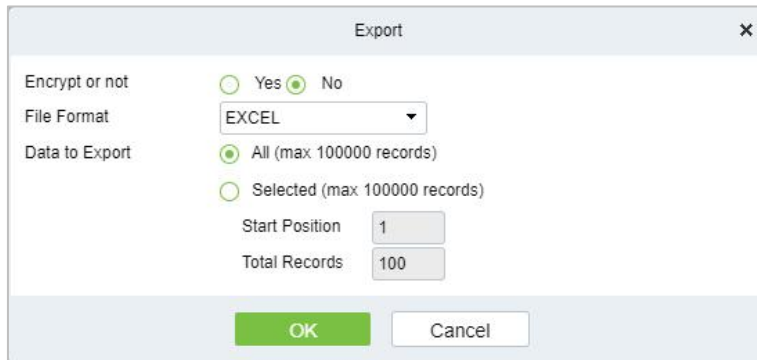 Export
Encrypt or not Yes No
File Format EXCEL
Data to Export All (max 100000 records)
Selected (max 100000 records)
Start Position 1
Total Records 100
OK Cancel